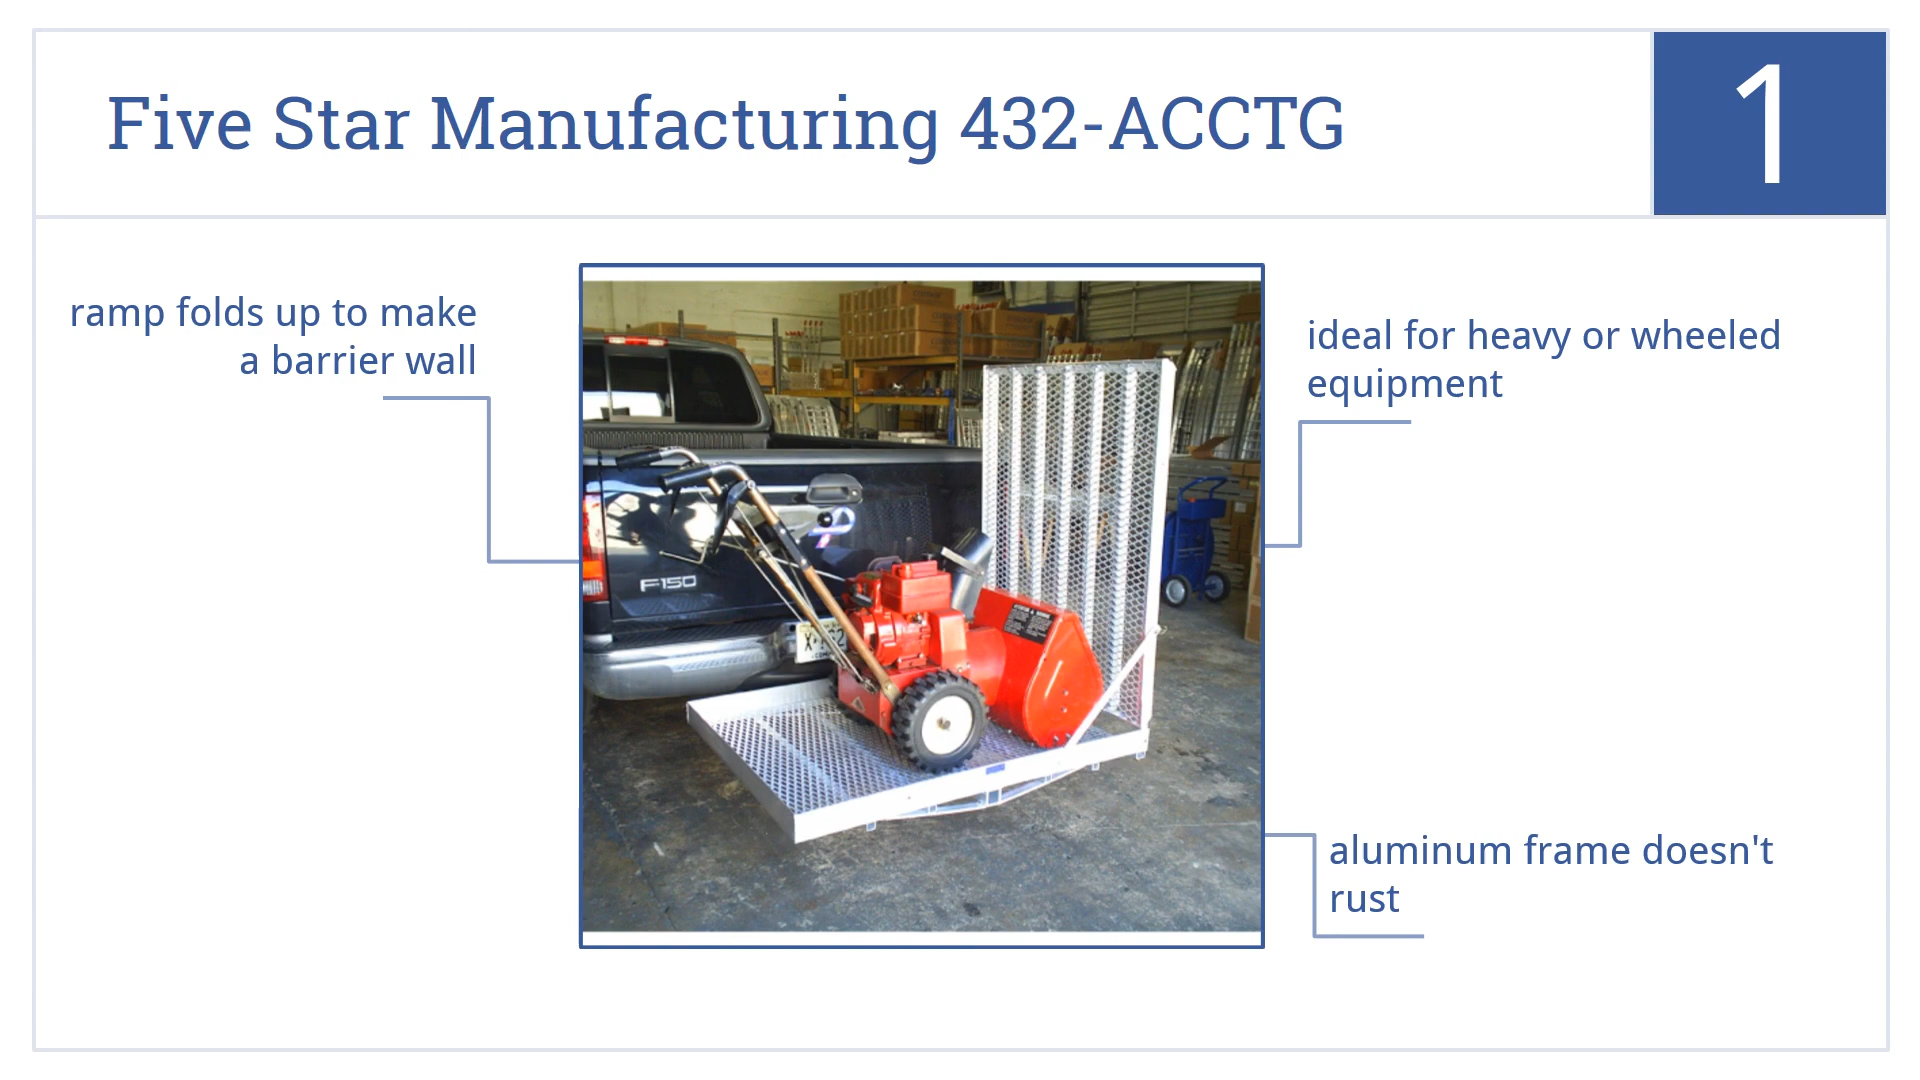 Five Star Manufacturing 432-ACCTG
1
ramp folds up to make
a barrier wall
ideal for heavy or wheeled
equipment
F150
aluminum frame doesn't
rust